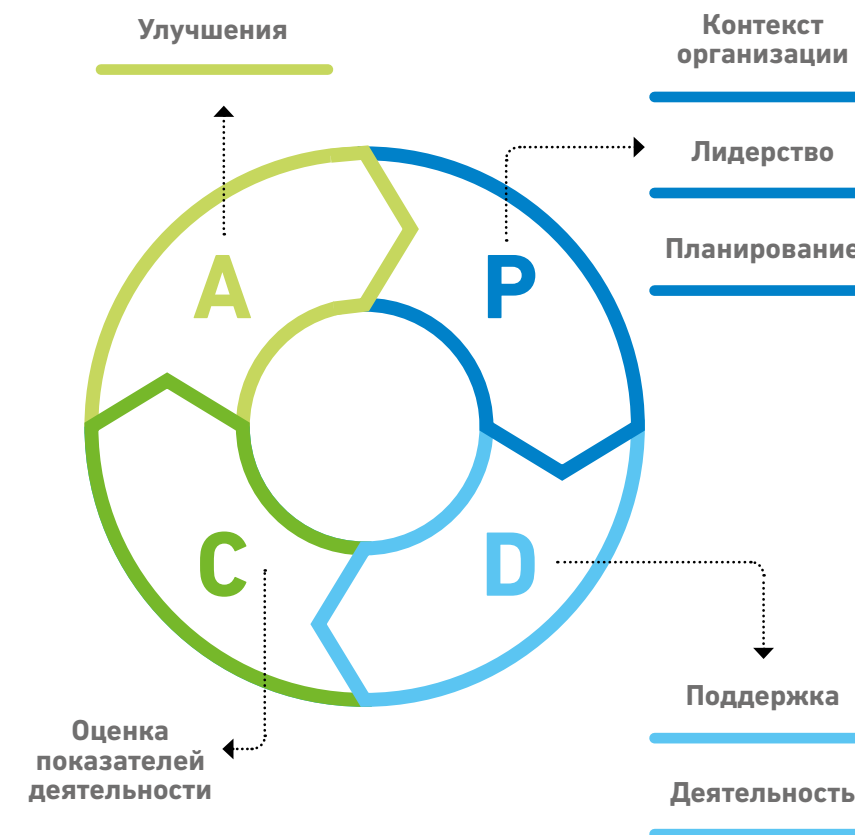 Улучшения
Контекст
организации
Лидерство
Планирование
A
P
C
D
Поддержка
Деятельность
Оценка
показателей
деятельности